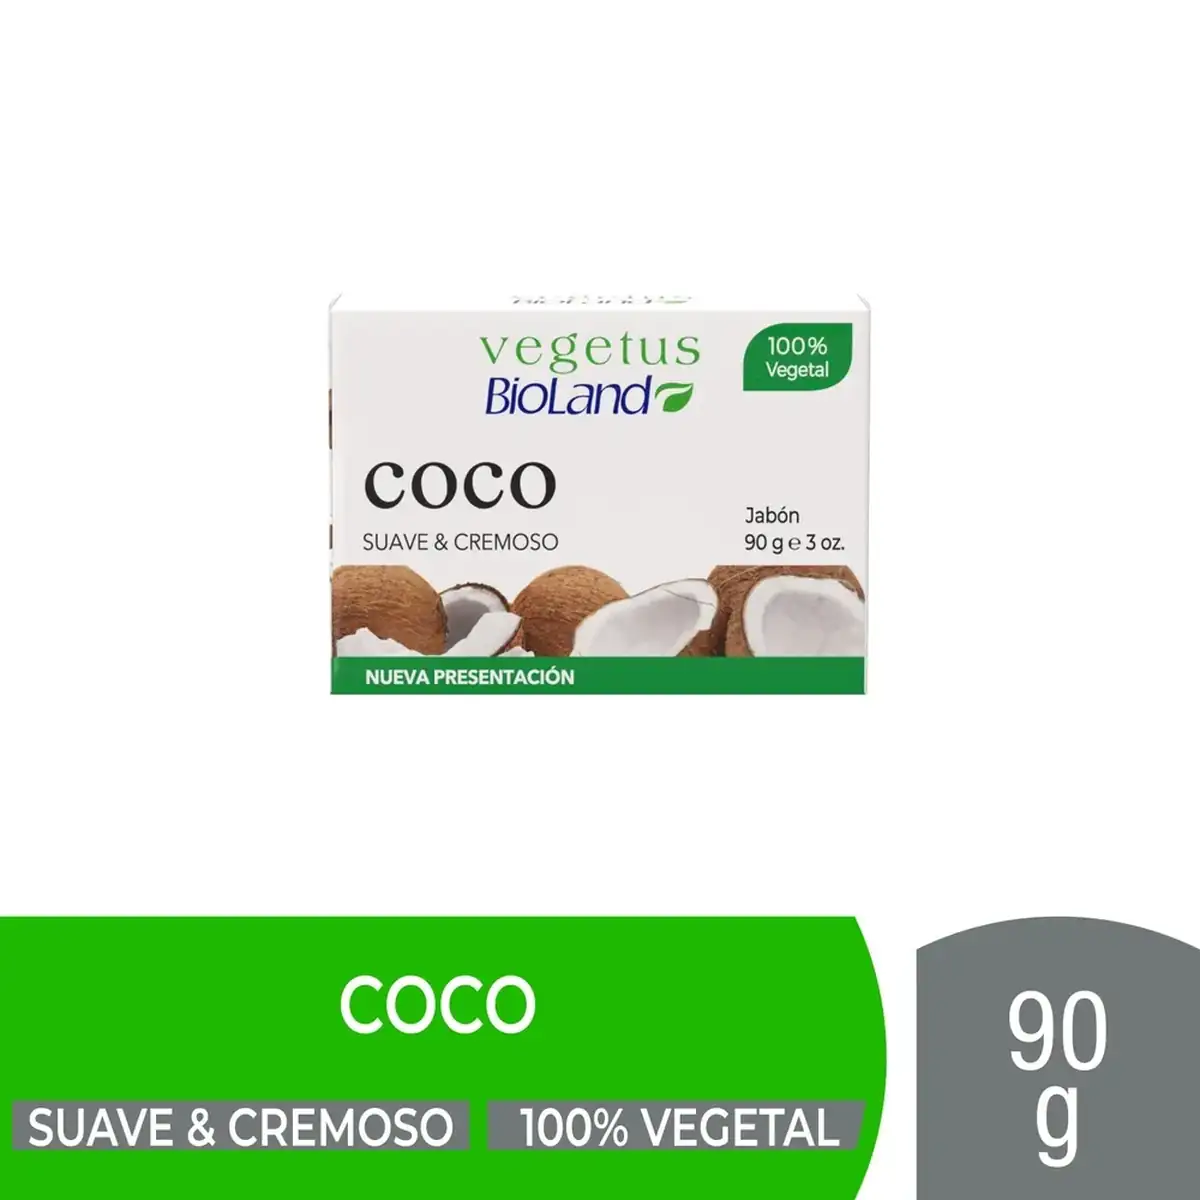 vegetus
BioLand
100%
Vegetal
coco
SUAVE & CREMOSO
Jabón
90 g e 3 oz.
NUEVA PRESENTACIÓN
COCO
SUAVE & CREMOSO
100% VEGETAL
90
g